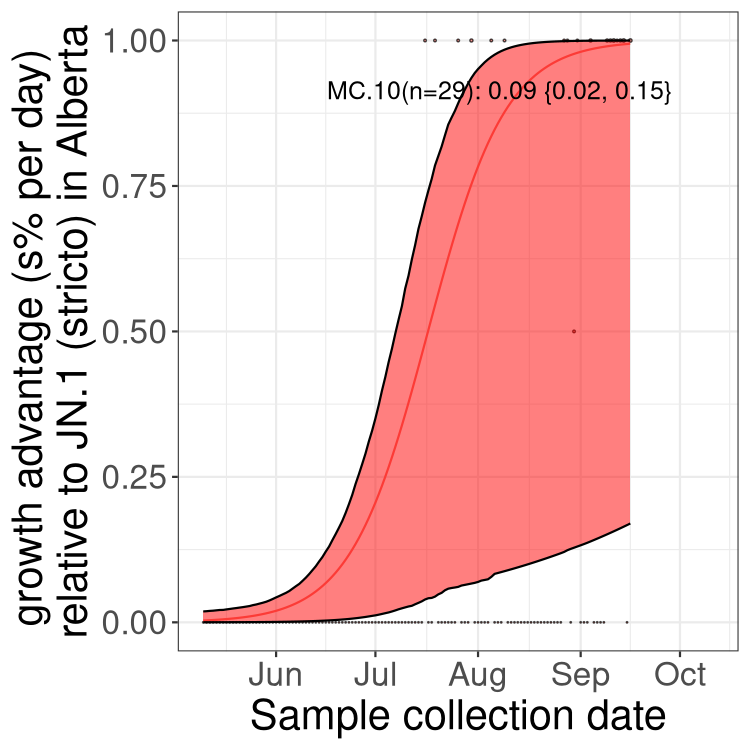 growth advantage (s% per day)
relative to JN.1 (stricto) in Alberta
1.00
0.75
0.50
0.25
0.00
MC.10(n=29): 0.09 {0.02, 0.15}
Jun Jul Aug Sep Oct
Sample collection date